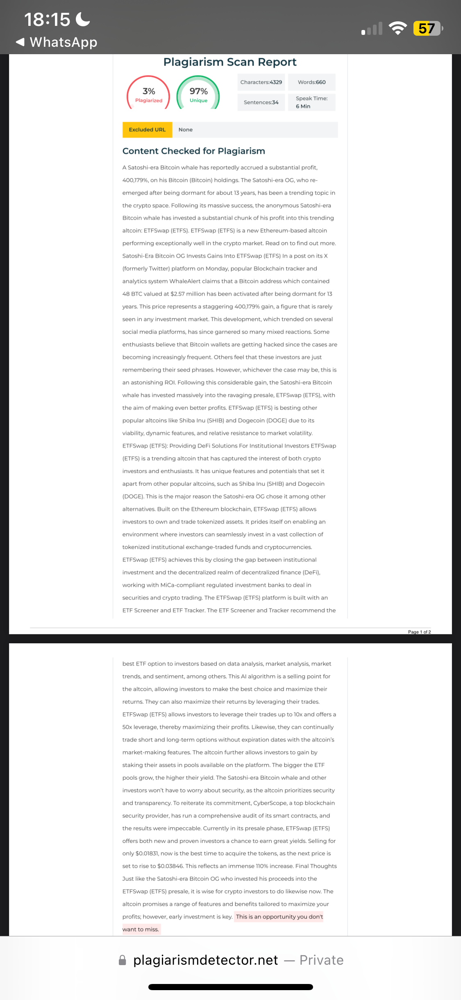 18:15
57
◀ WhatsApp
Plagiarism Scan Report
3%
Plagiarized
97%
Unique
Characters:4329
Words:660
Sentences:34
Speak Time:
6 Min
Excluded URL
None
Content Checked for Plagiarism
A Satoshi-era Bitcoin whale has reportedly accrued a substantial profit,
400,179%, on his Bitcoin (Bitcoin) holdings. The Satoshi-era OG, who re-
emerged after being dormant for about 13 years, has been a trending topic in
the crypto space. Following its massive success, the anonymous Satoshi-era
Bitcoin whale has invested a substantial chunk of his profit into this trending
altcoin: ETFSwap (ETFS). ETFSwap (ETFS) is a new Ethereum-based altcoin
performing exceptionally well in the crypto market. Read on to find out more.
Satoshi-Era Bitcoin OG Invests Gains Into ETFSwap (ETFS) In a post on its X
(formerly Twitter) platform on Monday, popular Blockchain tracker and
analytics system WhaleAlert claims that a Bitcoin address which contained
48 BTC valued at $2.57 million has been activated after being dormant for 13
years. This price represents a staggering 400,179% gain, a figure that is rarely
seen in any investment market. This development, which trended on several
social media platforms, has since garnered so many mixed reactions. Some
enthusiasts believe that Bitcoin wallets are getting hacked since the cases are
becoming increasingly frequent. Others feel that these investors are just
remembering their seed phrases. However, whichever the case may be, this is
an astonishing ROI. Following this considerable gain, the Satoshi-era Bitcoin
whale has invested massively into the ravaging presale, ETFSwap (ETFS), with
the aim of making even better profits. ETFSwap (ETFS) is besting other
popular altcoins like Shiba Inu (SHIB) and Dogecoin (DOGE) due to its
viability, dynamic features, and relative resistance to market volatility.
ETFSwap (ETFS): Providing DeFi Solutions For Institutional Investors ETFSwap
(ETFS) is a trending altcoin that has captured the interest of both crypto
investors and enthusiasts. It has unique features and potentials that set it
apart from other popular altcoins, such as Shiba Inu (SHIB) and Dogecoin
(DOGE). This is the major reason the Satoshi-era OG chose it among other
alternatives. Built on the Ethereum blockchain, ETFSwap (ETFS) allows
investors to own and trade tokenized assets. It prides itself on enabling an
environment where investors can seamlessly invest in a vast collection of
tokenized institutional exchange-traded funds and cryptocurrencies.
ETFSwap (ETFS) achieves this by closing the gap between institutional
investment and the decentralized realm of decentralized finance (DeFi),
working with MiCa-compliant regulated investment banks to deal in
securities and crypto trading. The ETFSwap (ETFS) platform is built with an
ETF Screener and ETF Tracker. The ETF Screener and Tracker recommend the
Page 1 of 2
best ETF option to investors based on data analysis, market analysis, market
trends, and sentiment, among others. This AI algorithm is a selling point for
the altcoin, allowing investors to make the best choice and maximize their
returns. They can also maximize their returns by leveraging their trades.
ETFSwap (ETFS) allows investors to leverage their trades up to 10x and offers a
50x leverage, thereby maximizing their profits. Likewise, they can continually
trade short and long-term options without expiration dates with the altcoin's
market-making features. The altcoin further allows investors to gain by
staking their assets in pools available on the platform. The bigger the ETF
pools grow, the higher their yield. The Satoshi-era Bitcoin whale and other
investors won't have to worry about security, as the altcoin prioritizes security
and transparency. To reiterate its commitment, CyberScope, a top blockchain
security provider, has run a comprehensive audit of its smart contracts, and
the results were impeccable. Currently in its presale phase, ETFSwap (ETFS)
offers both new and proven investors a chance to earn great yields. Selling for
only $0.01831, now is the best time to acquire the tokens, as the next price is
set to rise to $0.03846. This reflects an immense 110% increase. Final Thoughts
Just like the Satoshi-era Bitcoin OG who invested his proceeds into the
ETFSwap (ETFS) presale, it is wise for crypto investors to do likewise now. The
altcoin promises a range of features and benefits tailored to maximize your
profits; however, early investment is key. This is an opportunity you don't
want to miss.
plagiarismdetector.net — Private